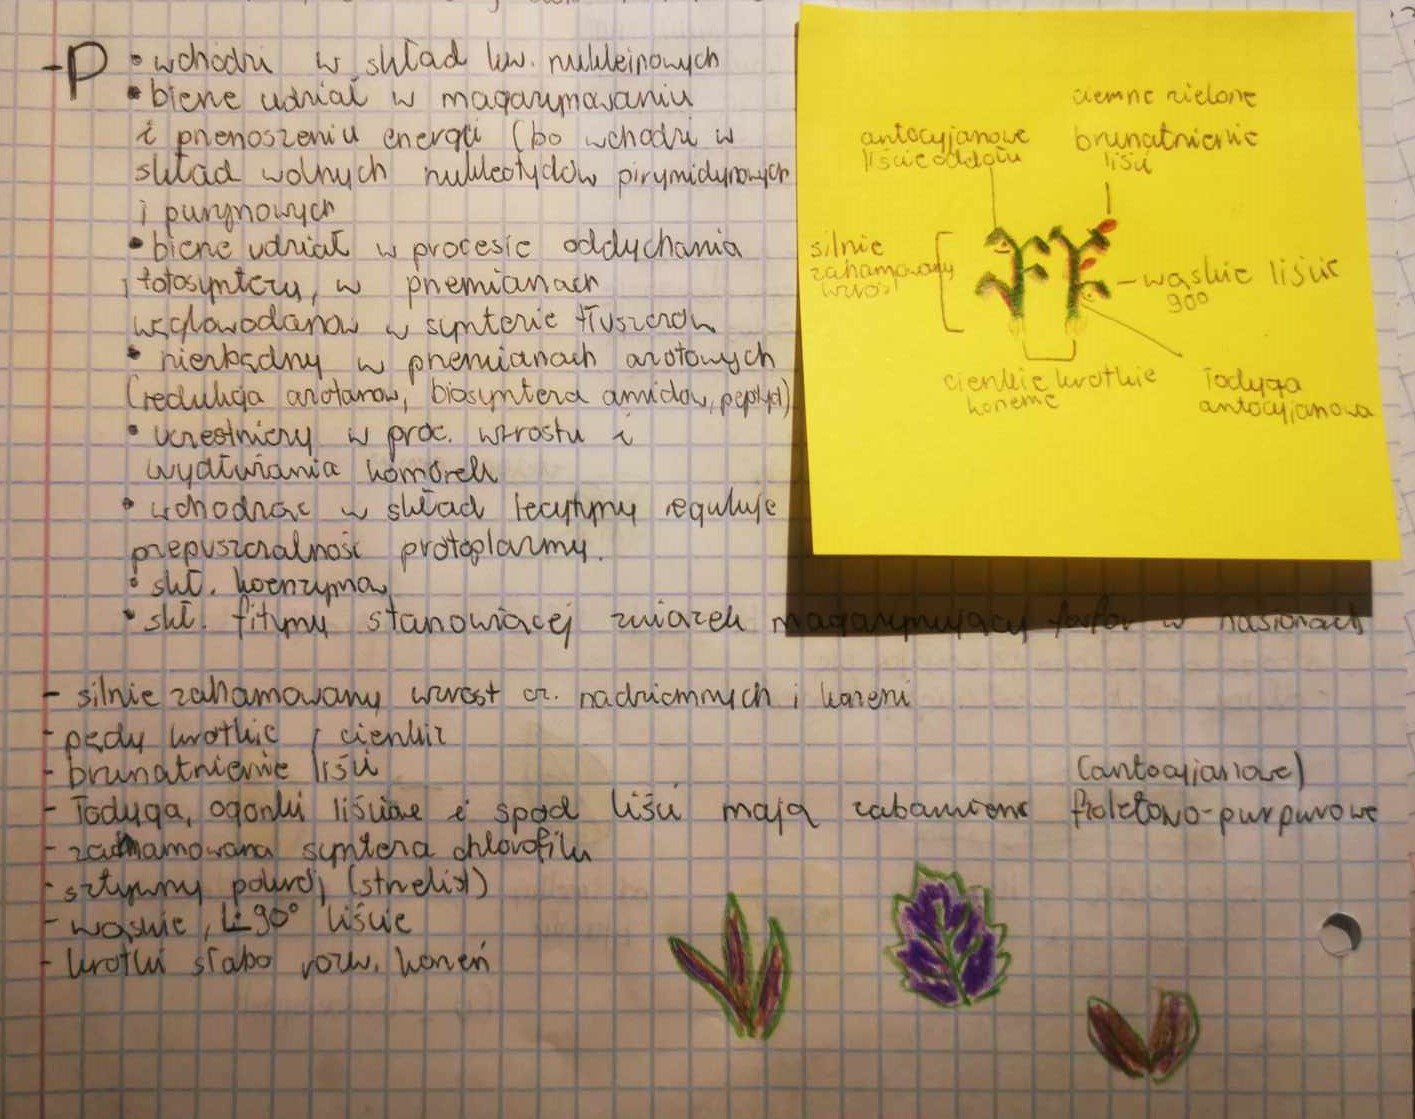 -P • wchodzi w skład kw. nukleinowych
• bierze udział w magazynowaniu
i przenoszeniu energii (bo wchodzi w
skład wolnych nukleotydów pirymidynowych
i purynowych
• bierze udział w procesie oddychania
i fotosyntezy, w przemianach
węglowodanów w syntezie tłuszczów
• niezbędny w przemianach azotowych
(redukcja azotanów, biosynteza amidów, peptyd)
• uczestniczy w proc. wzrostu i
wydłużania komórek
• wchodząc w skład lecytyny reguluje
przepuszczalność protoplazmy.
• skł. koenzymów
• skł. fityny stanowiącej związek magazynujący fosfor w nasionach
- silnie zahamowany wzrost cz. nadziemnych i korzeni
- pędy krótkie, cienkie
- brunatnienie liści
(antocyjanowe)
- łodyga, ogonki liściowe i spód liści mają zabarwienie fioletowo-purpurowe
- zahamowana synteza chlorofilu
- sztywny pokrój (strzelist)
- wąskie, 90° liście
- krótki słabo rozw. korzeń
ciemno zielone
antocyjanowe
liście oddołu
brunatnienie
liści
silnie
zahamowany
wzrost
wąskie liście
90°
cienkie krótkie
korzenie
łodyga
antocyjanowa